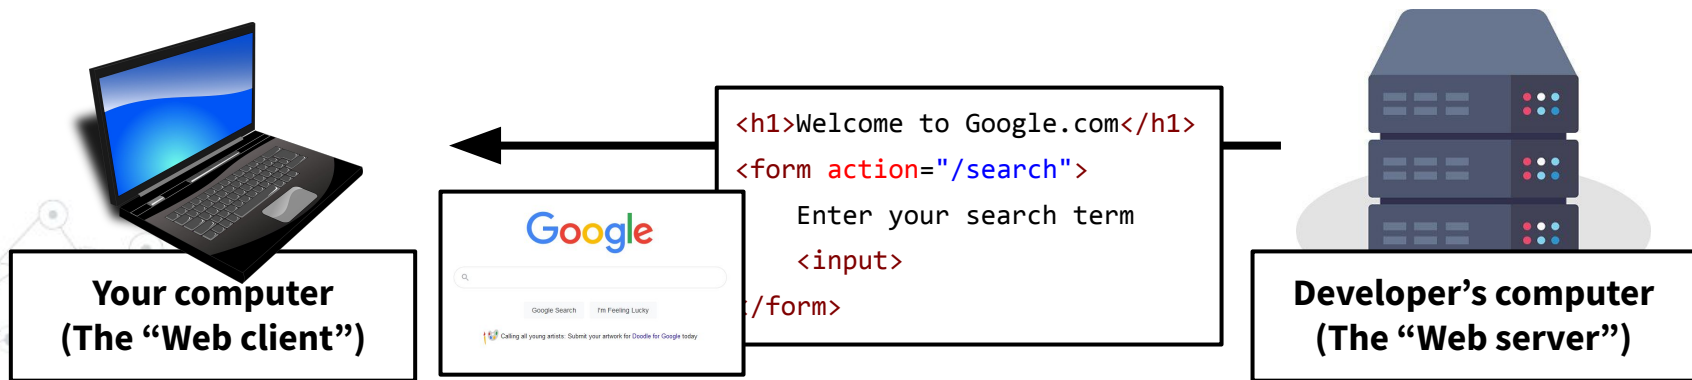 Your computer
(The “Web client”)
Google
Google Search I'm Feeling Lucky
Calling all young artists: Submit your artwork for Doodle for Google today
<h1>Welcome to Google.com</h1>
<form action="/search">
Enter your search term
<input>
/form>
Developer’s computer
(The “Web server”)